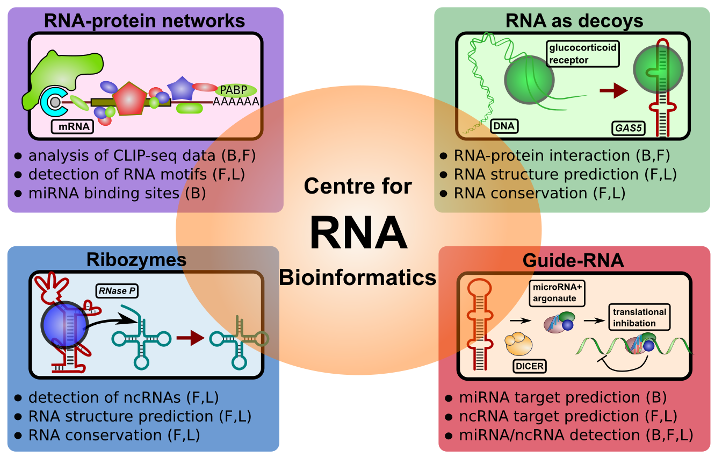 RNA-protein networks
PABP
AAAAAA
mRNA
● analysis of CLIP-seq data (B,F)
● detection of RNA motifs (F,L)
● miRNA binding sites (B)
RNA as decoys
glucocorticoid
receptor
DNA
GAS5
● RNA-protein interaction (B,F)
● RNA structure prediction (F,L)
● RNA conservation (F,L)
Centre for
RNA
Bioinformatics
Ribozymes
RNase P
● detection of ncRNAs (F,L)
● RNA structure prediction (F,L)
● RNA conservation (F,L)
Guide-RNA
microRNA+
argonaute
translational
inhibation
DICER
● miRNA target prediction (B)
● ncRNA target prediction (F,L)
● miRNA/ncRNA detection (B,F,L)